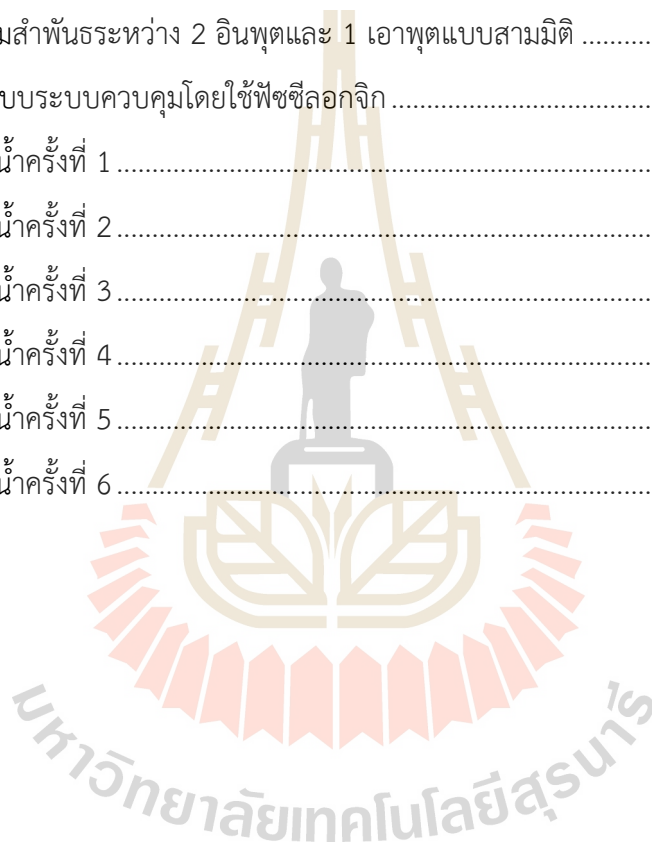 มสำพันธระหว่าง 2 อินพุตและ 1 เอาพุตแบบสามมิติ ..........
บบระบบควบคุมโดยใช้ฟัซซีลอกจิก ....................................
น้ำครั้งที่ 1 .........................................................................
น้ำครั้งที่ 2 .........................................................................
น้ำครั้งที่ 3 .........................................................................
น้ำครั้งที่ 4 .........................................................................
น้ำครั้งที่ 5 .........................................................................
น้ำครั้งที่ 6 .........................................................................
มหาวิทยาลัยเทคโนโลยีสุรนารี